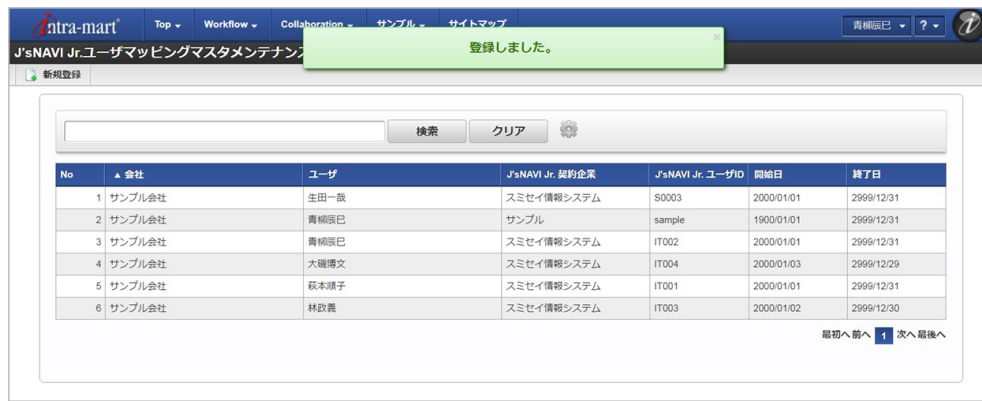 intra-mart Top Workflow Collaboration サンプル サイトマップ 青柳辰巳 ?
J'sNAVI Jr.ユーザマッピングマスタメンテナンス
登録しました。 ×
新規登録
検索 クリア
No ▲ 会社 ユーザ J'sNAVI Jr. 契約企業 J'sNAVI Jr. ユーザID 開始日 終了日
1 サンプル会社 生田一哉 スミセイ情報システム S0003 2000/01/01 2999/12/31
2 サンプル会社 青柳辰巳 サンプル sample 1900/01/01 2999/12/31
3 サンプル会社 青柳辰巳 スミセイ情報システム IT002 2000/01/01 2999/12/31
4 サンプル会社 大磯博文 スミセイ情報システム IT004 2000/01/03 2999/12/29
5 サンプル会社 萩本順子 スミセイ情報システム IT001 2000/01/01 2999/12/31
6 サンプル会社 林政義 スミセイ情報システム IT003 2000/01/02 2999/12/30
最初へ 前へ 1 次へ 最後へ